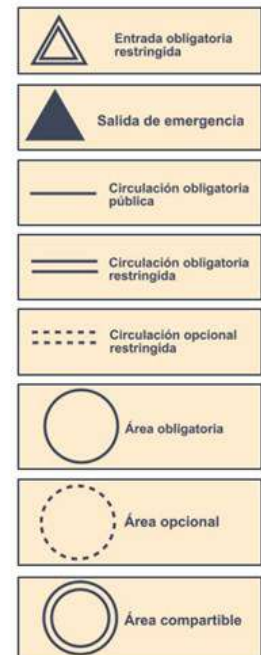 Entrada obligatoria
restringida
Salida de emergencia
Circulación obligatoria
pública
Circulación obligatoria
restringida
Circulación opcional
restringida
Área obligatoria
Área opcional
Área compartible